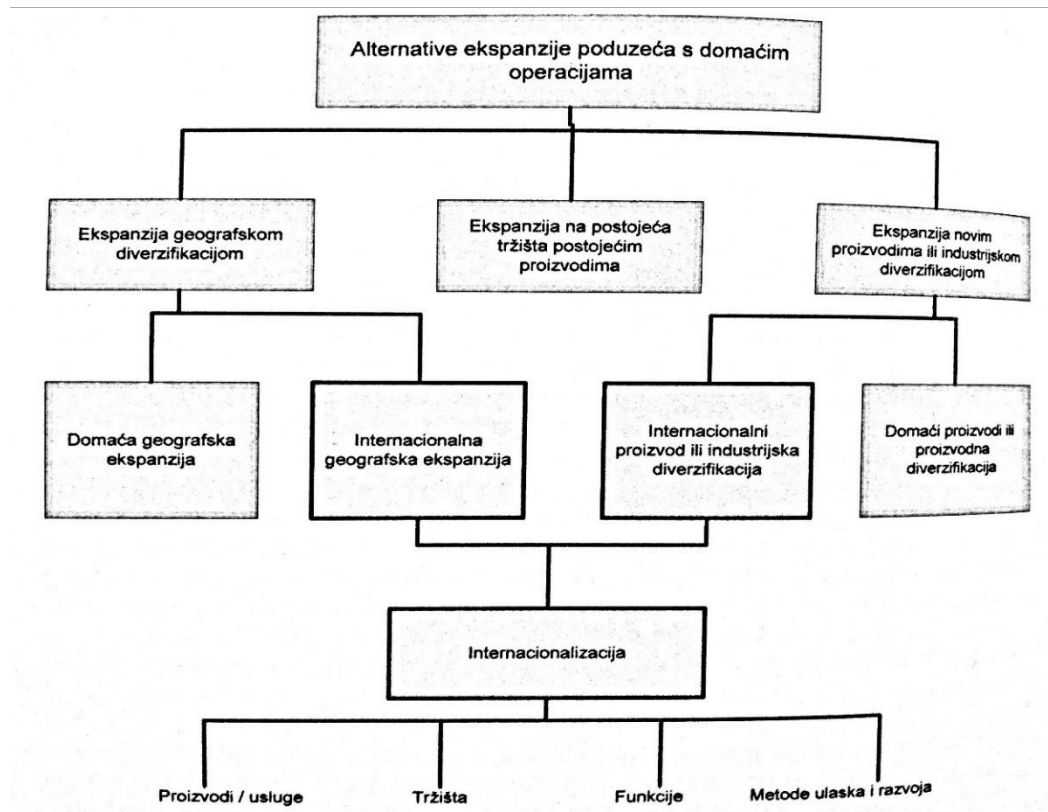 Alternative ekspanzije poduzeća s domaćim
operacijama
Ekspanzija geografskom
diverzifikacijom
Ekspanzija na postojeća
tržišta postojećim
proizvodima
Ekspanzija novim
proizvodima ili industrijskom
diverzifikacijom
Domaća geografska
ekspanzija
Internacionalna
geografska ekspanzija
Internacionalni
proizvod ili industrijska
diverzifikacija
Domaći proizvodi ili
proizvodna
diverzifikacija
Internacionalizacija
Proizvodi / usluge
Tržišta
Funkcije
Metode ulaska i razvoja